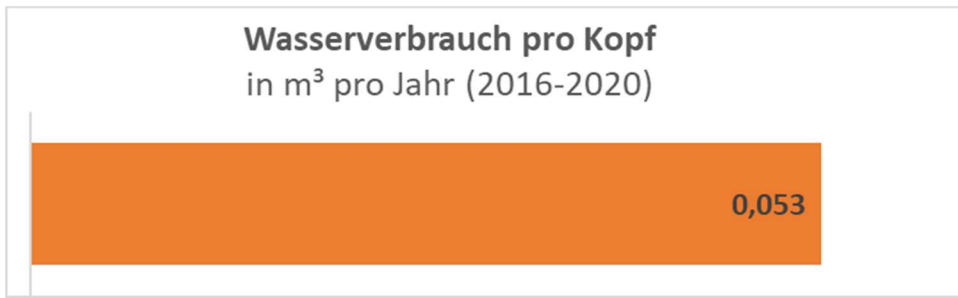 Wasserverbrauch pro Kopf
in m³ pro Jahr (2016-2020)
0,053